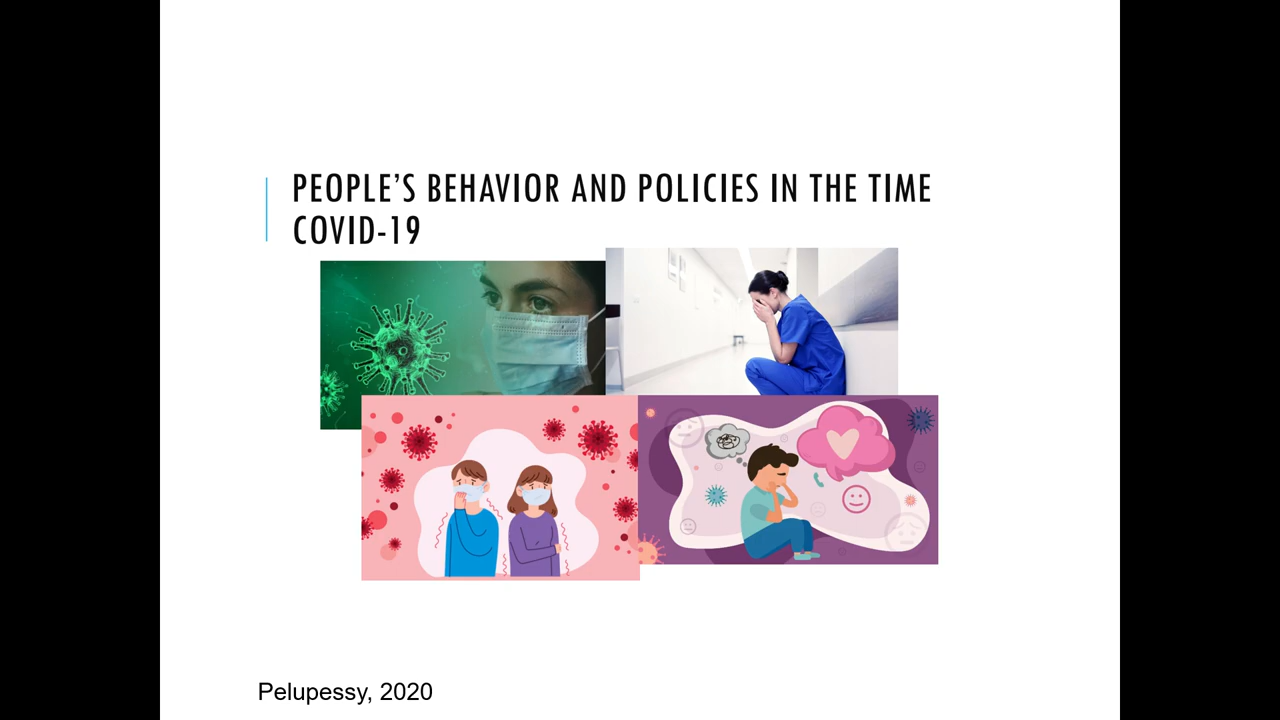 PEOPLE’S BEHAVIOR AND POLICIES IN THE TIME
COVID-19
Pelupessy, 2020